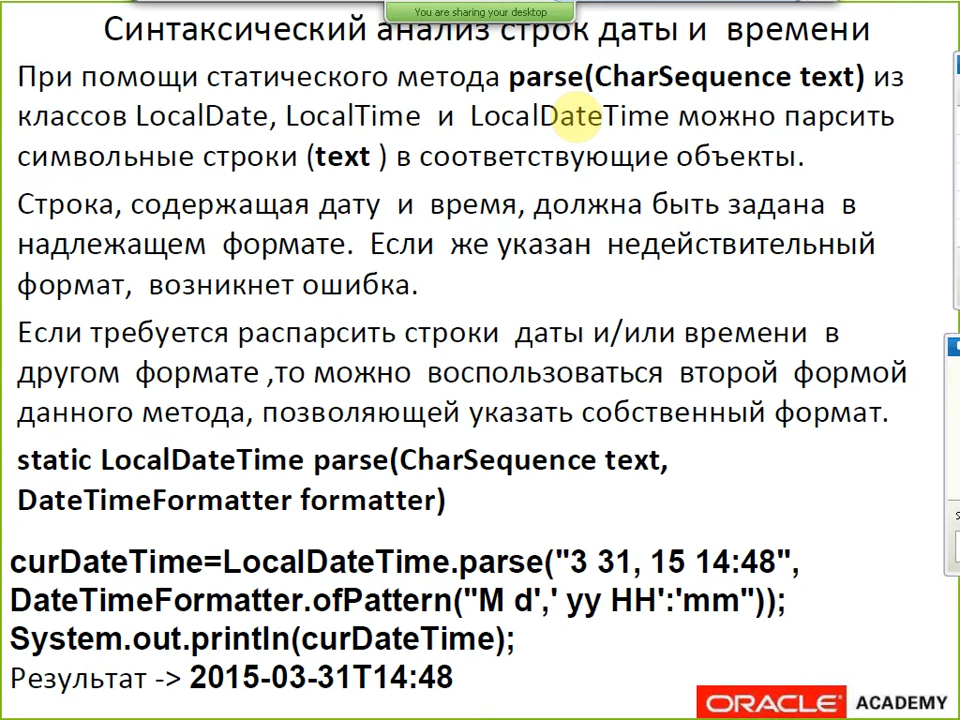 You are sharing your desktop
Синтаксический анализ строк даты и времени
При помощи статического метода parse(CharSequence text) из
классов LocalDate, LocalTime и LocalDateTime можно парсить
символьные строки (text ) в соответствующие объекты.
Строка, содержащая дату и время, должна быть задана в
надлежащем формате. Если же указан недействительный
формат, возникнет ошибка.
Если требуется распарсить строки даты и/или времени в
другом формате ,то можно воспользоваться второй формой
данного метода, позволяющей указать собственный формат.
static LocalDateTime parse(CharSequence text,
DateTimeFormatter formatter)
curDateTime=LocalDateTime.parse("3 31, 15 14:48",
DateTimeFormatter.ofPattern("M d',' yy HH':'mm"));
System.out.println(curDateTime);
Результат -> 2015-03-31T14:48
ORACLE ACADEMY